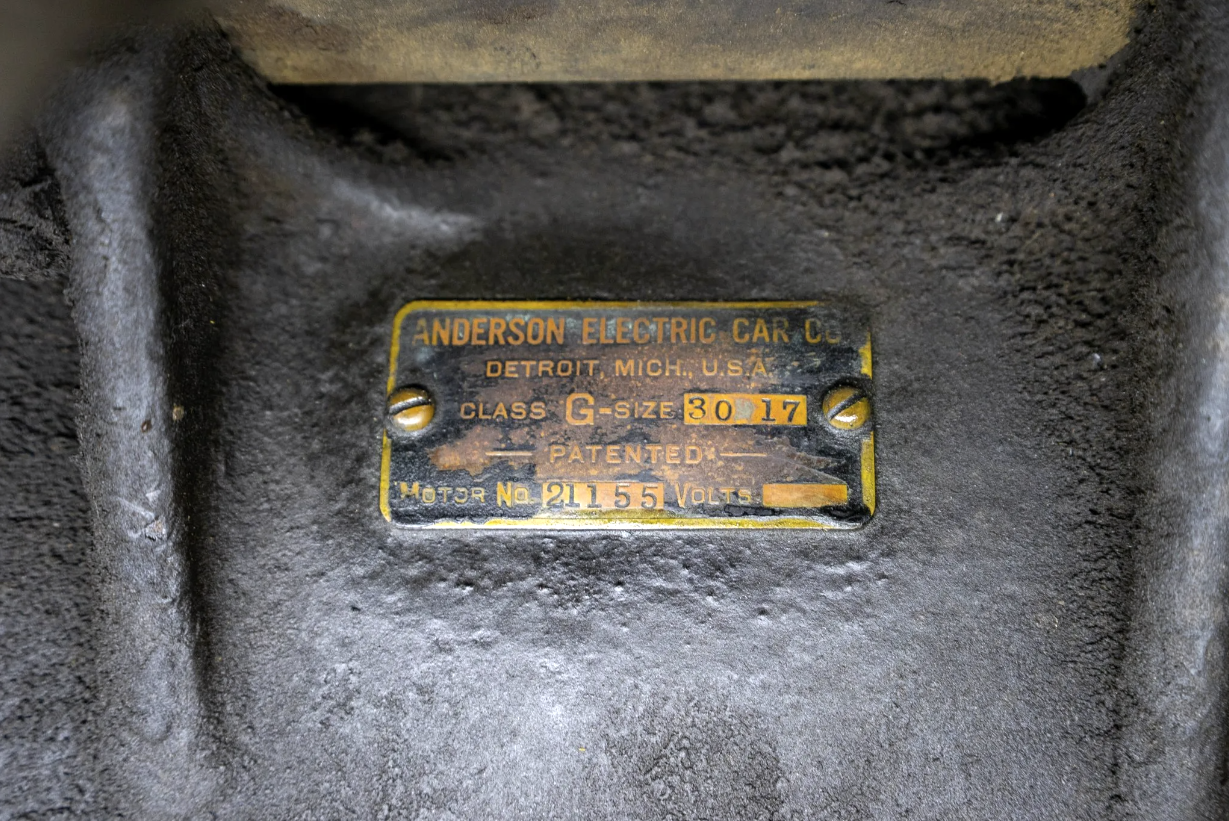 ANDERSON ELECTRIC CAR CO
DETROIT, MICH., U.S.A.
CLASS G-SIZE 30 17
— PATENTED —
MOTOR NO. 21155 VOLTS